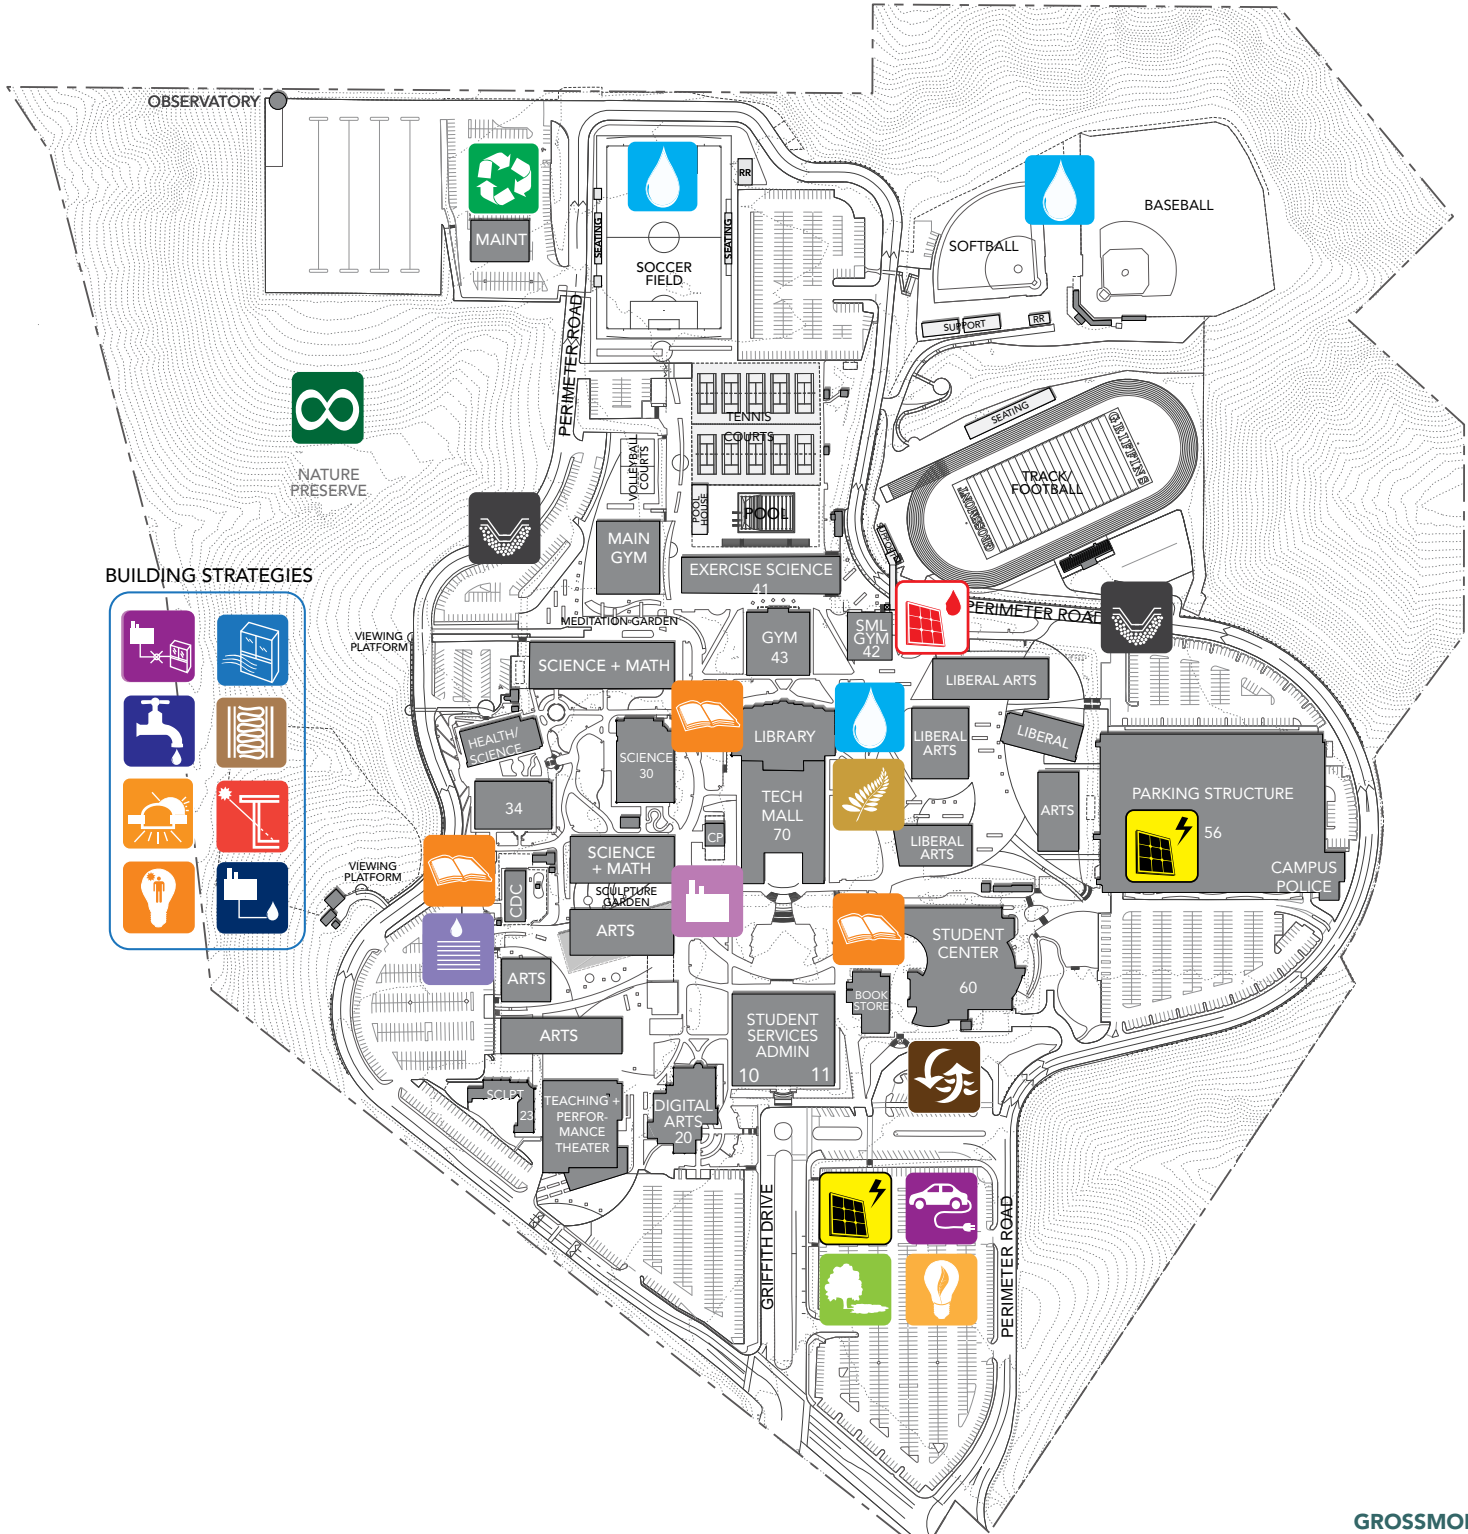 OBSERVATORY
MAINT
RR
SEATING
SEATING
SOCCER
FIELD
BASEBALL
SOFTBALL
SUPPORT
RR
PERIMETER ROAD
NATURE
PRESERVE
TENNIS
COURTS
VOLLEYBALL
COURTS
POOL
HOUSE
POOL
SEATING
GRIFFINS
TRACK/
FOOTBALL
GROSSMONT
SUPPORT
MAIN
GYM
EXERCISE SCIENCE
41
BUILDING STRATEGIES
MEDITATION GARDEN
VIEWING
PLATFORM
GYM
43
SML
GYM
42
PERIMETER ROAD
SCIENCE + MATH
LIBERAL ARTS
HEALTH/
SCIENCE
SCIENCE
30
LIBRARY
LIBERAL
ARTS
LIBERAL
ARTS
34
TECH
MALL
70
CP
PARKING STRUCTURE
56
CAMPUS
POLICE
SCIENCE
+ MATH
LIBERAL
ARTS
VIEWING
PLATFORM
CDC
SCULPTURE
GARDEN
ARTS
STUDENT
CENTER
60
ARTS
BOOK
STORE
ARTS
STUDENT
SERVICES
ADMIN
10
11
SCLPT
23
TEACHING +
PERFOR-
MANCE
THEATER
DIGITAL
ARTS
20
GRIFFITH DRIVE
PERIMETER ROAD
GROSSMO